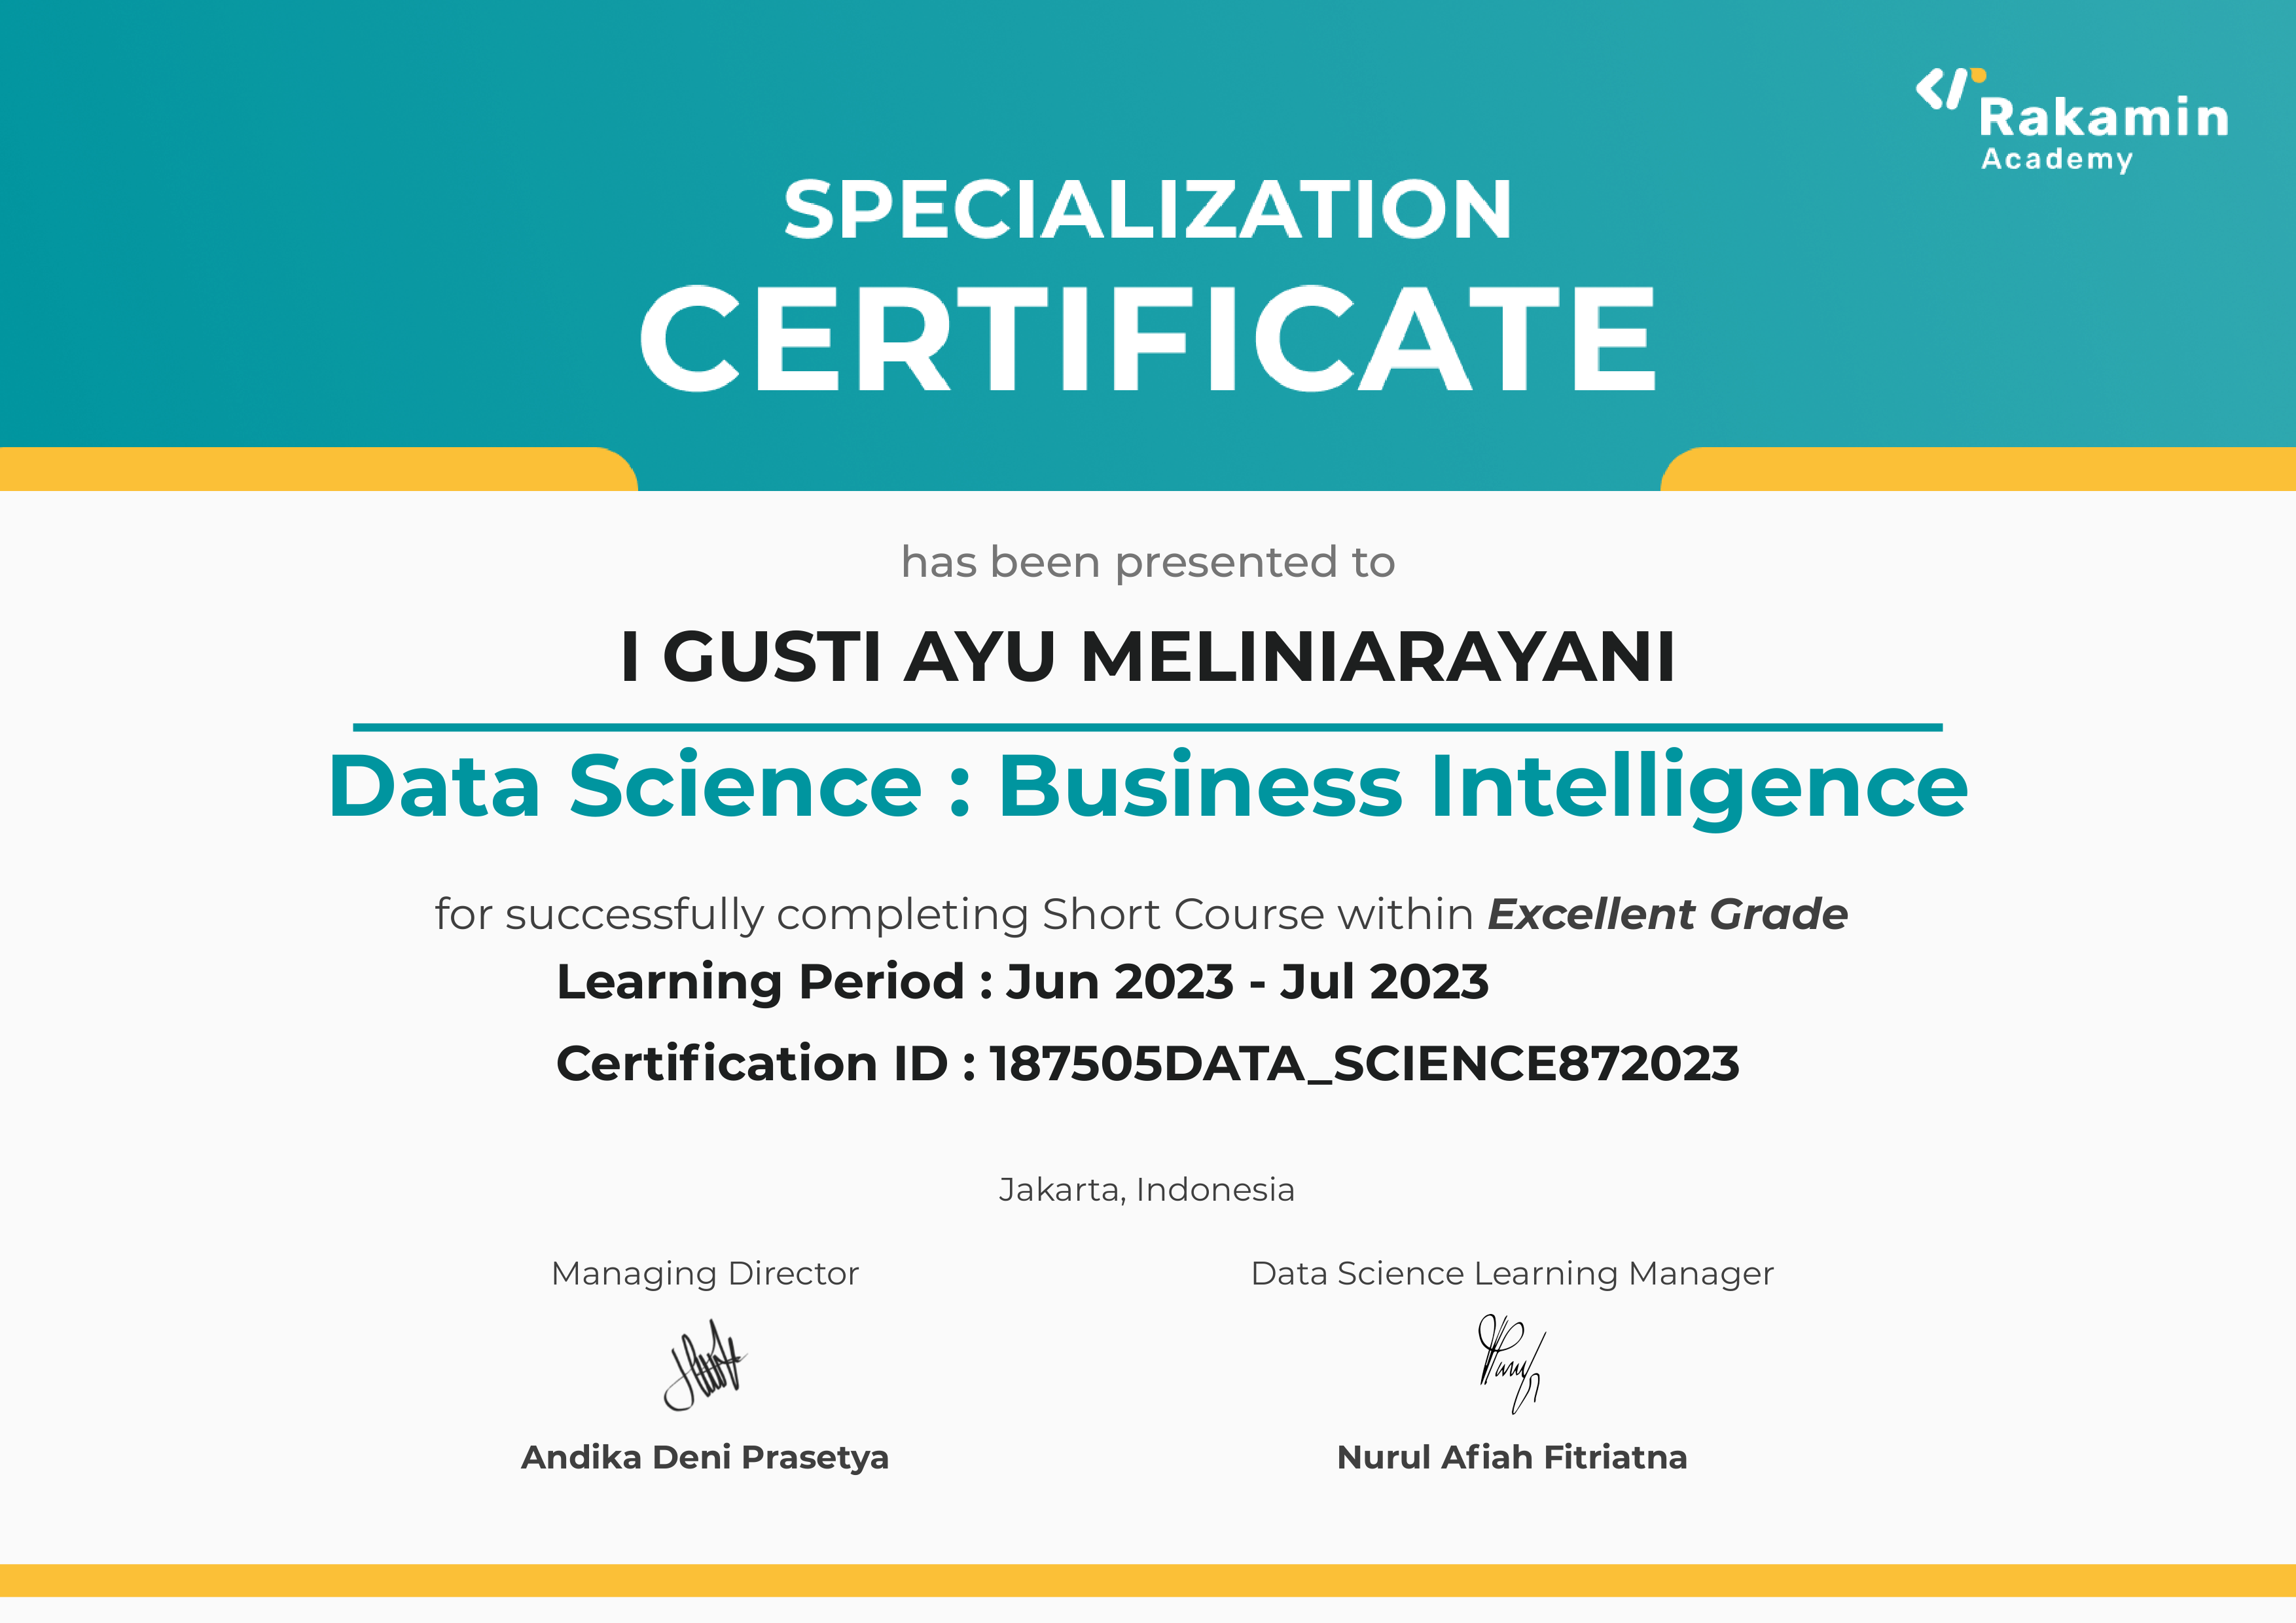 Rakamin
Academy
SPECIALIZATION
CERTIFICATE
has been presented to
I GUSTI AYU MELINIARAYANI
Data Science : Business Intelligence
for successfully completing Short Course within Excellent Grade
Learning Period : Jun 2023 - Jul 2023
Certification ID : 187505DATA_SCIENCE872023
Jakarta, Indonesia
Managing Director
Data Science Learning Manager
Andika Deni Prasetya
Nurul Afiah Fitriatna